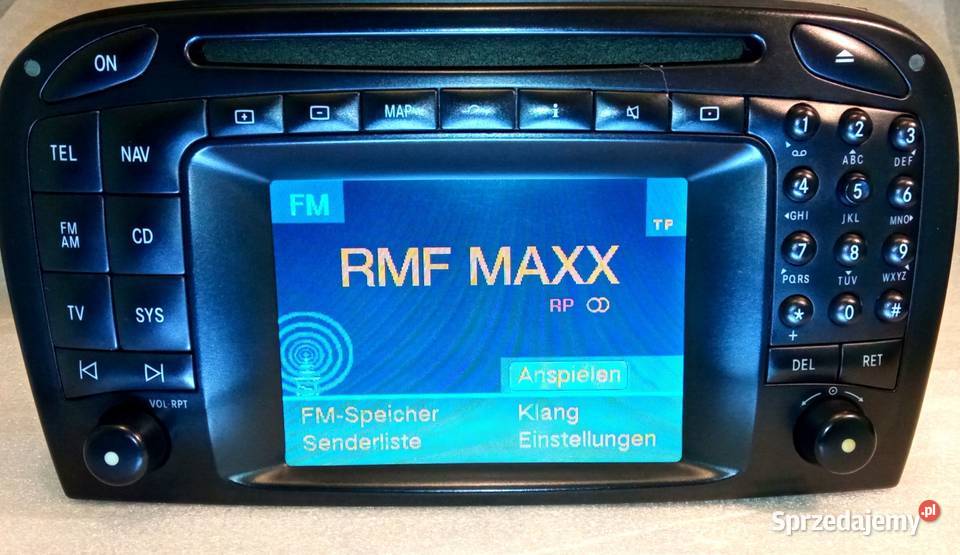 ON
MAP
TEL
NAV
FM
AM
CD
TV
SYS
VOL RPT
FM
TP
RMF MAXX
RP
Anspielen
FM-Speicher
Klang
Senderliste
Einstellungen
1
2
3
ABC
DEF
4
5
6
GHI
JKL
MNO
7
8
9
PQRS
TUV
WXYZ
*
0
#
+
DEL
RET
Sprzedajemy.pl